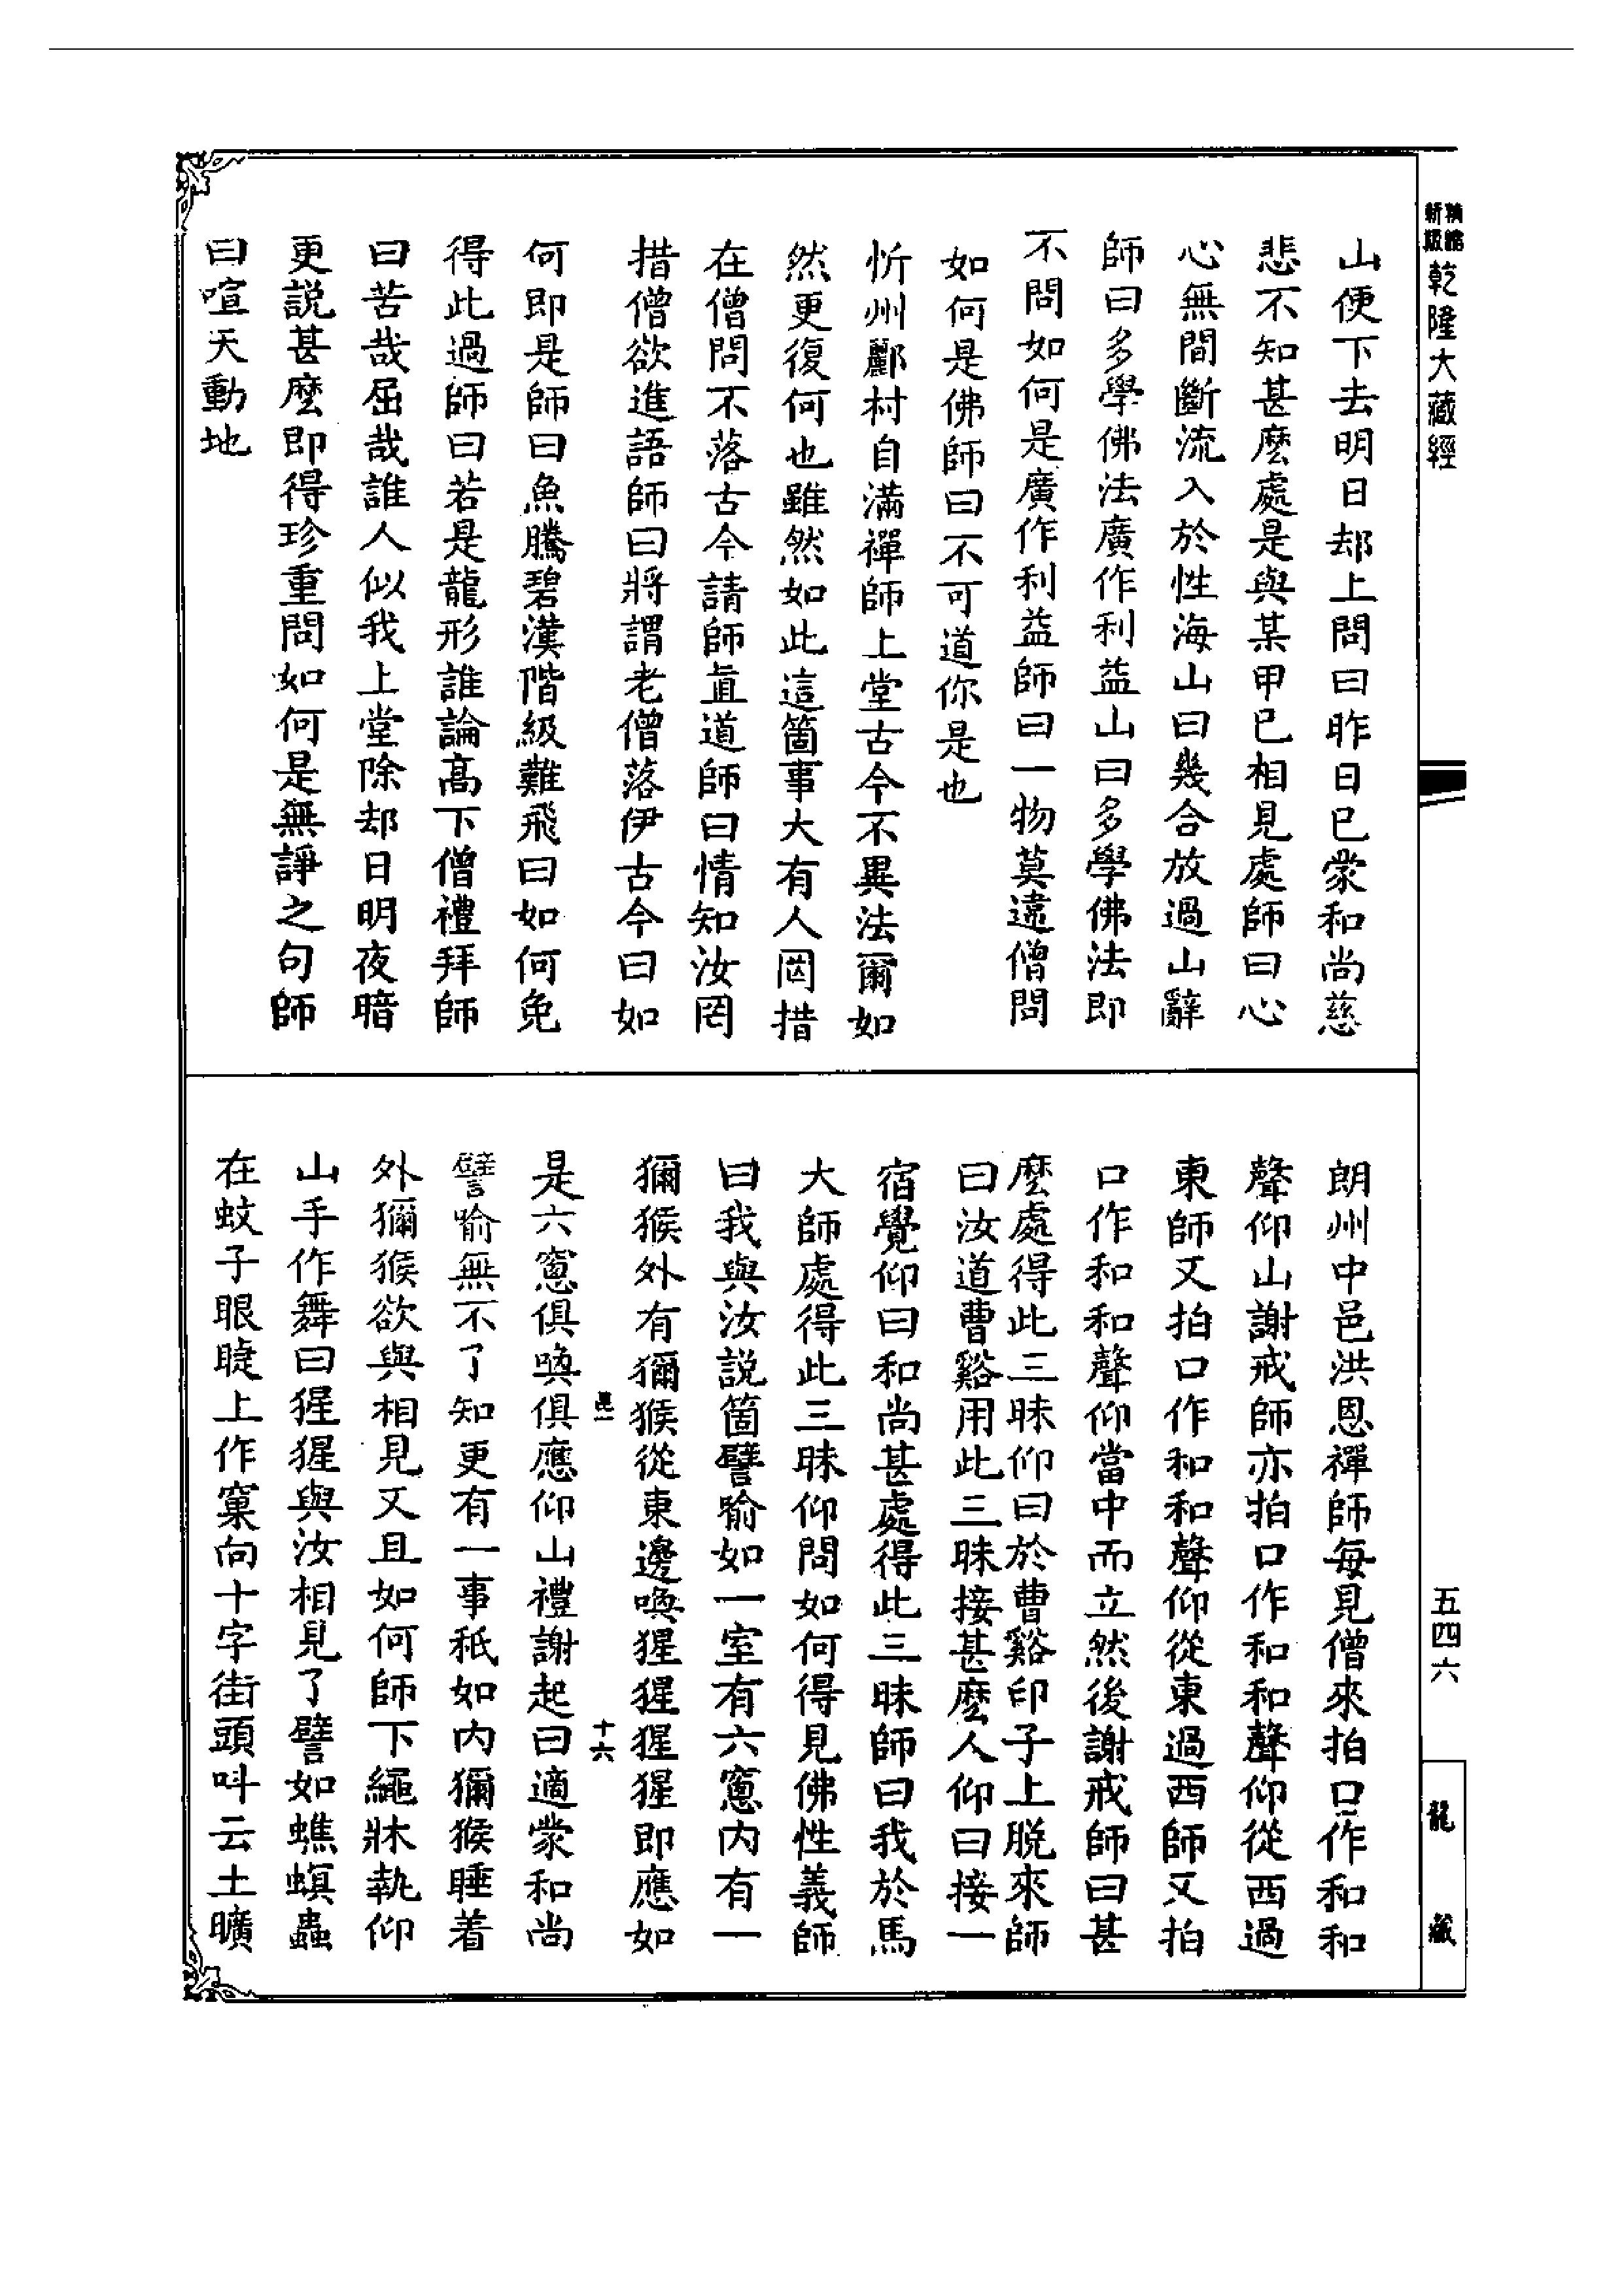 乾隆大藏經
山便下去明日却上問曰昨日已蒙和尚慈
悲不知甚麼處是與某甲已相見處師曰心
心無間斷流入於性海山曰幾合放過山辭
師曰多學佛法廣作利益山曰多學佛法即
不問如何是廣作利益師曰一物莫違僧問
如何是佛師曰不可道你是也
忻州酈村自滿禪師上堂古今不異法爾如
然更復何也雖然如此這箇事大有人罔措
在僧問不落古今請師直道師曰情知汝罔
措僧欲進語師曰將謂老僧落伊古今曰如
何即是師曰魚騰碧漢階級難飛曰如何免
得此過師曰若是龍形誰論高下僧禮拜師
曰苦哉屈哉誰人似我上堂除却日明夜暗
更說甚麼即得珍重問如何是無諍之句師
曰喧天動地
朗州中邑洪恩禪師每見僧來拍口作和和
聲仰山謝戒師亦拍口作和和聲仰從西過
東師又拍口作和和聲仰從東過西師又拍
口作和和聲仰當中而立然後謝戒師曰甚
麼處得此三昧仰曰於曹谿印子上脫來師
曰汝道曹谿用此三昧接甚麼人仰曰接一
宿覺仰曰和尚甚處得此三昧師曰我於馬
大師處得此三昧仰問如何得見佛性義師
曰我與汝說箇譬喻如一室有六窻內有一
獼猴外有獼猴從東邊喚猩猩猩猩即應如
十六
是六窻俱喚俱應仰山禮謝起曰適蒙和尚
譬喻無不了知更有一事秖如內獼猴睡着
外獼猴欲與相見又且如何師下繩牀執仰
山手作舞曰猩猩與汝相見了譬如蟭螟蟲
在蚊子眼睫上作窠向十字街頭叫云土曠
五四六
龍藏